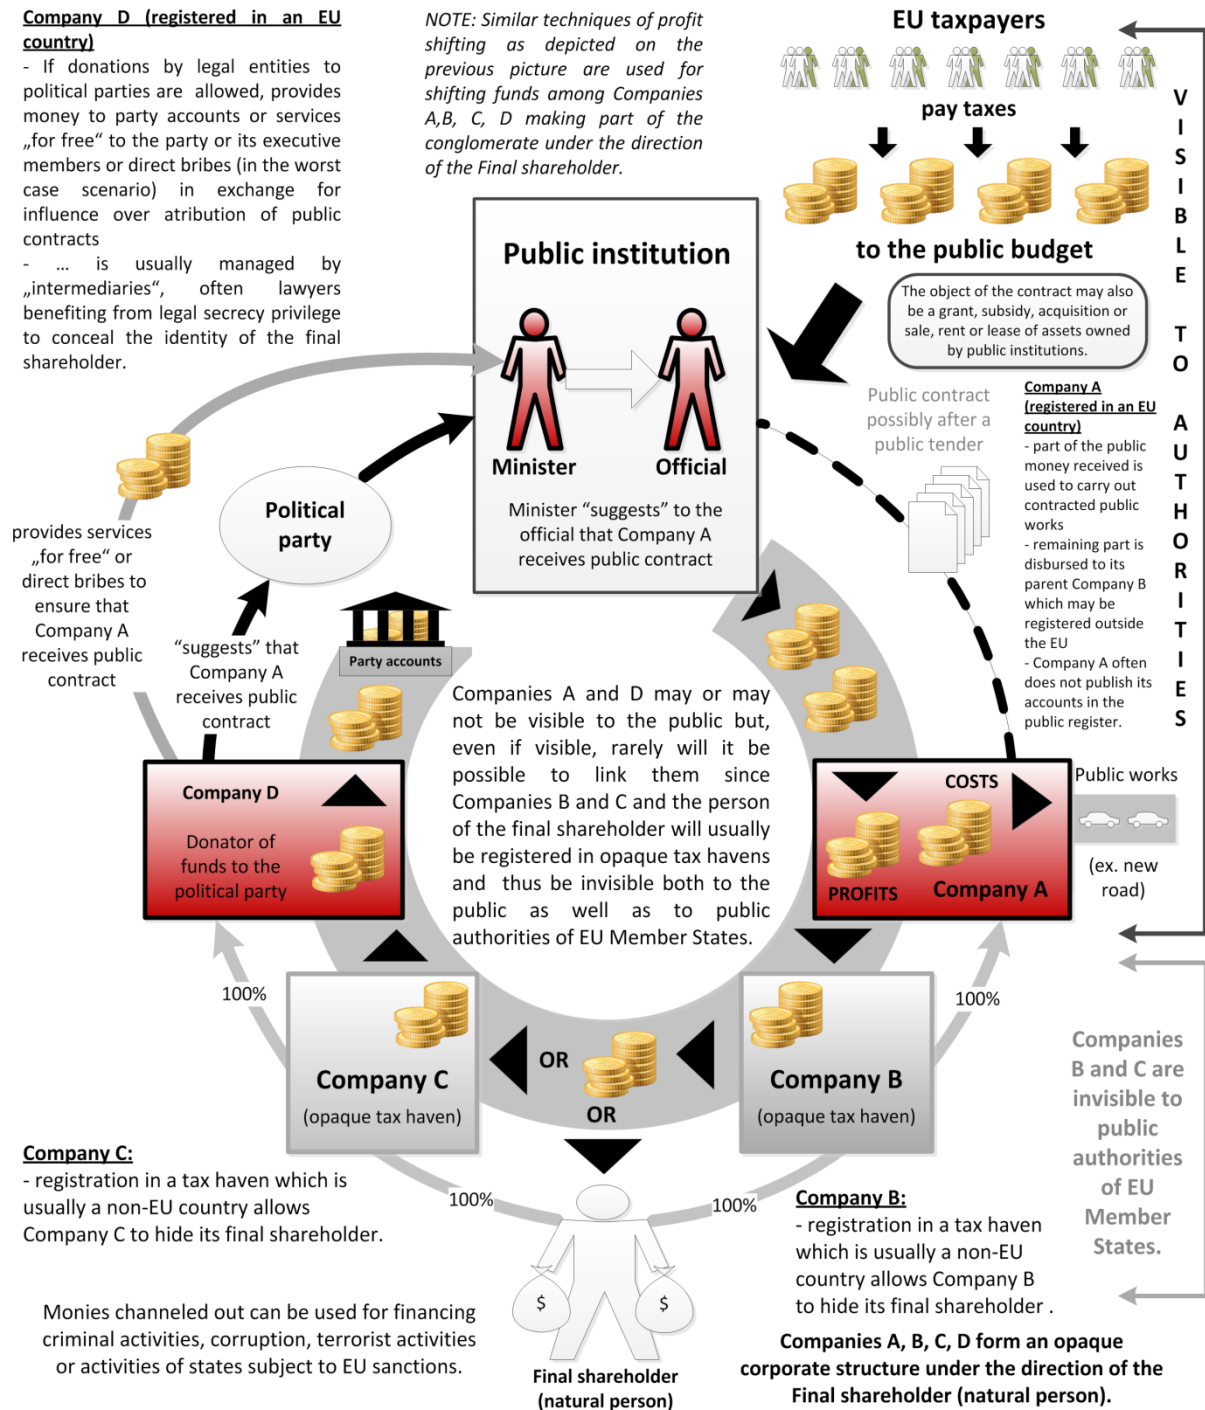 Company D (registered in an EU
country)
- If donations by legal entities to
political parties are allowed, provides
money to party accounts or services
„for free“ to the party or its executive
members or direct bribes (in the worst
case scenario) in exchange for
influence over atribution of public
contracts
- ... is usually managed by
„intermediaries“, often lawyers
benefiting from legal secrecy privilege
to conceal the identity of the final
shareholder.
NOTE: Similar techniques of profit
shifting as depicted on the
previous picture are used for
shifting funds among Companies
A,B, C, D making part of the
conglomerate under the direction
of the Final shareholder.
EU taxpayers
pay taxes
to the public budget
The object of the contract may also
be a grant, subsidy, acquisition or
sale, rent or lease of assets owned
by public institutions.
VISIBLE TO AUTHORITIES
Public institution
Minister
Official
Minister “suggests” to the
official that Company A
receives public contract
Public contract
possibly after a
public tender
Company A
(registered in an EU
country)
- part of the public
money received is
used to carry out
contracted public
works
- remaining part is
disbursed to its
parent Company B
which may be
registered outside
the EU
- Company A often
does not publish its
accounts in the
public register.
Political
party
provides services
„for free“ or
direct bribes to
ensure that
Company A
receives public
contract
“suggests” that
Company A
receives public
contract
Party accounts
Companies A and D may or may
not be visible to the public but,
even if visible, rarely will it be
possible to link them since
Companies B and C and the person
of the final shareholder will usually
be registered in opaque tax havens
and thus be invisible both to the
public as well as to public
authorities of EU Member States.
Company D
Donator of
funds to the
political party
COSTS
PROFITS
Company A
Public works
(ex. new
road)
100%
100%
Company C
(opaque tax haven)
OR
OR
Company B
(opaque tax haven)
Companies
B and C are
invisible to
public
authorities
of EU
Member
States.
Company C:
- registration in a tax haven which is
usually a non-EU country allows
Company C to hide its final shareholder.
100%
100%
Company B:
- registration in a tax haven
which is usually a non-EU
country allows Company B
to hide its final shareholder .
$
$
Monies channeled out can be used for financing
criminal activities, corruption, terrorist activities
or activities of states subject to EU sanctions.
Final shareholder
(natural person)
Companies A, B, C, D form an opaque
corporate structure under the direction of the
Final shareholder (natural person).